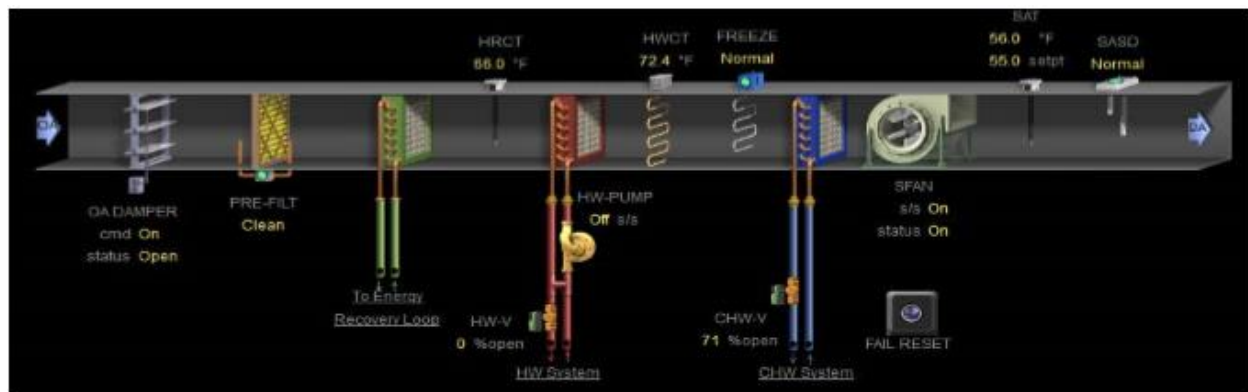 SAT
HRCT
66.0 °F
HWCT
72.4 °F
FREEZE
Normal
56.0 °F
55.0 setpt
SASD
Normal
OA
DA
OA DAMPER
cmd On
status Open
PRE-FILT
Clean
To Energy
Recovery Loop
HW-PUMP
Off s/s
HW-V
0 %open
HW System
CHW-V
71 %open
CHW System
SFAN
s/s On
status On
FAIL RESET